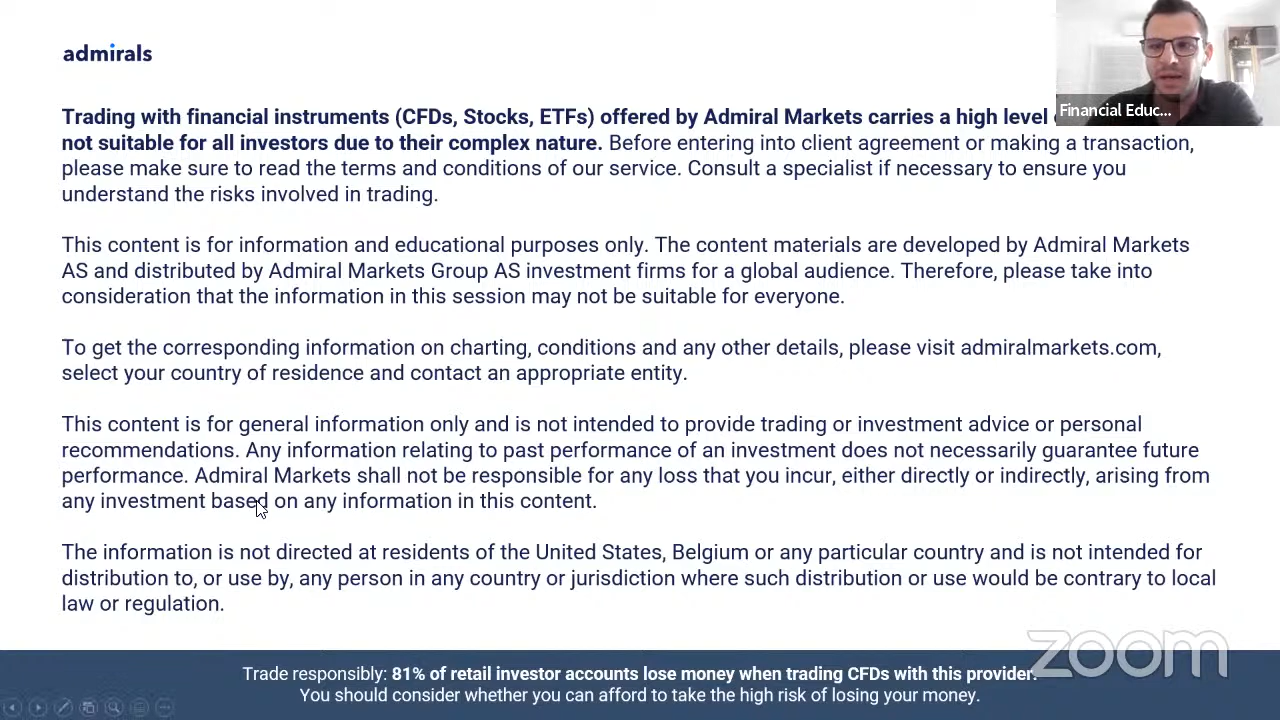 admirals
Financial Educ...
Trading with financial instruments (CFDs, Stocks, ETFs) offered by Admiral Markets carries a high level
not suitable for all investors due to their complex nature. Before entering into client agreement or making a transaction,
please make sure to read the terms and conditions of our service. Consult a specialist if necessary to ensure you
understand the risks involved in trading.
This content is for information and educational purposes only. The content materials are developed by Admiral Markets
AS and distributed by Admiral Markets Group AS investment firms for a global audience. Therefore, please take into
consideration that the information in this session may not be suitable for everyone.
To get the corresponding information on charting, conditions and any other details, please visit admiralmarkets.com,
select your country of residence and contact an appropriate entity.
This content is for general information only and is not intended to provide trading or investment advice or personal
recommendations. Any information relating to past performance of an investment does not necessarily guarantee future
performance. Admiral Markets shall not be responsible for any loss that you incur, either directly or indirectly, arising from
any investment based on any information in this content.
The information is not directed at residents of the United States, Belgium or any particular country and is not intended for
distribution to, or use by, any person in any country or jurisdiction where such distribution or use would be contrary to local
law or regulation.
zoom
Trade responsibly: 81% of retail investor accounts lose money when trading CFDs with this provider.
You should consider whether you can afford to take the high risk of losing your money.